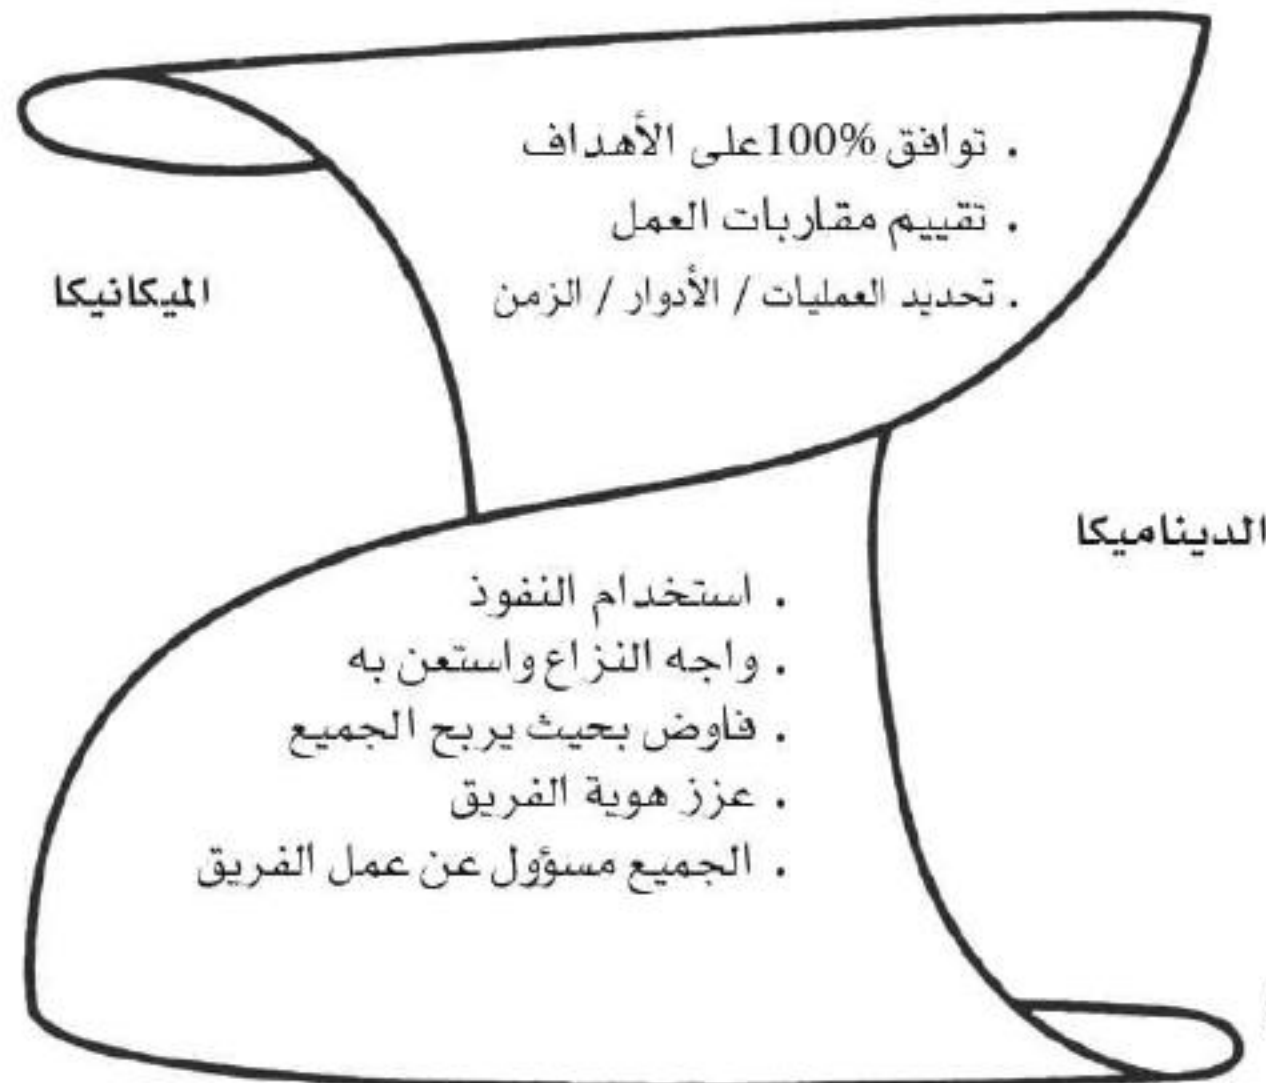 . توافق 100% على الأهداف
. تقييم مقاربات العمل
. تحديد العمليات / الأدوار / الزمن
الميكانيكا
الديناميكا
. استخدام النفوذ
. واجه النزاع واستعن به
. فاوض بحيث يربح الجميع
. عزز هوية الفريق
. الجميع مسؤول عن عمل الفريق